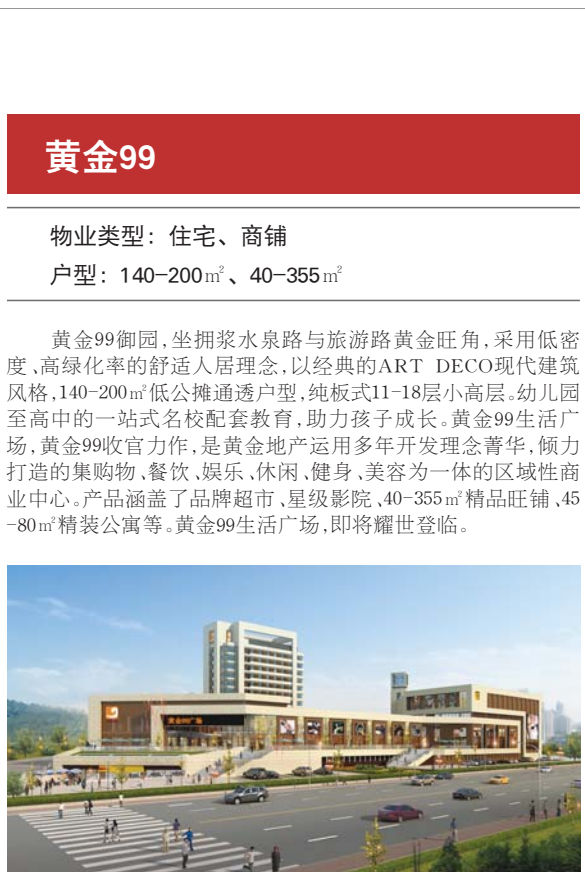 黄金99
物业类型：住宅、商铺
户型：140-200㎡、40-355㎡
黄金99御园，坐拥浆水泉路与旅游路黄金旺角，采用低密
度、高绿化率的舒适人居理念，以经典的ART DECO现代建筑
风格，140-200㎡低公摊通透户型，纯板式11-18层小高层。幼儿园
至高中的一站式名校配套教育，助力孩子成长。黄金99生活广
场，黄金99收官力作，是黄金地产运用多年开发理念菁华，倾力
打造的集购物、餐饮、娱乐、休闲、健身、美容为一体的区域性商
业中心。产品涵盖了品牌超市、星级影院、40-355㎡精品旺铺、45
-80㎡精装公寓等。黄金99生活广场，即将耀世登临。
黄金99广场